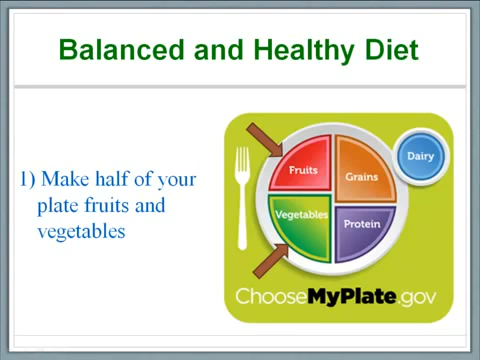 Balanced and Healthy Diet
1) Make half of your
plate fruits and
vegetables
Fruits
Grains
Dairy
Vegetables
Protein
ChooseMyPlate.gov